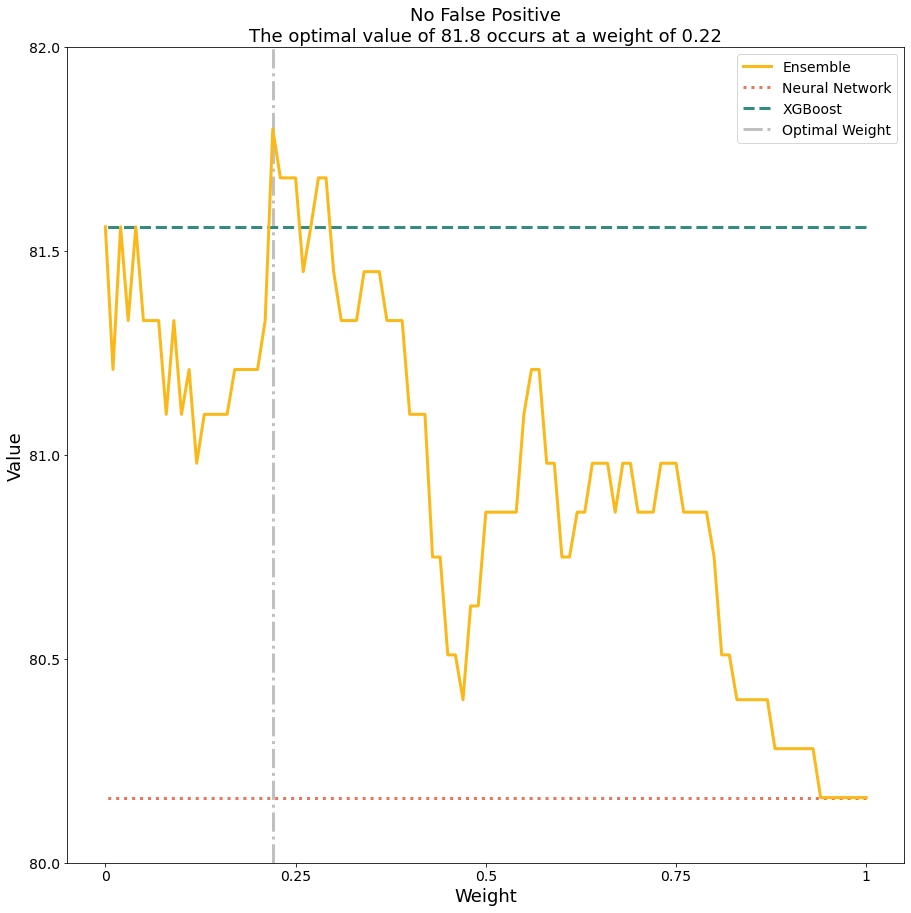 No False Positive
The optimal value of 81.8 occurs at a weight of 0.22
Ensemble
Neural Network
XGBoost
Optimal Weight
82.0
81.5
81.0
80.5
80.0
Value
0 0.25 0.5 0.75 1
Weight